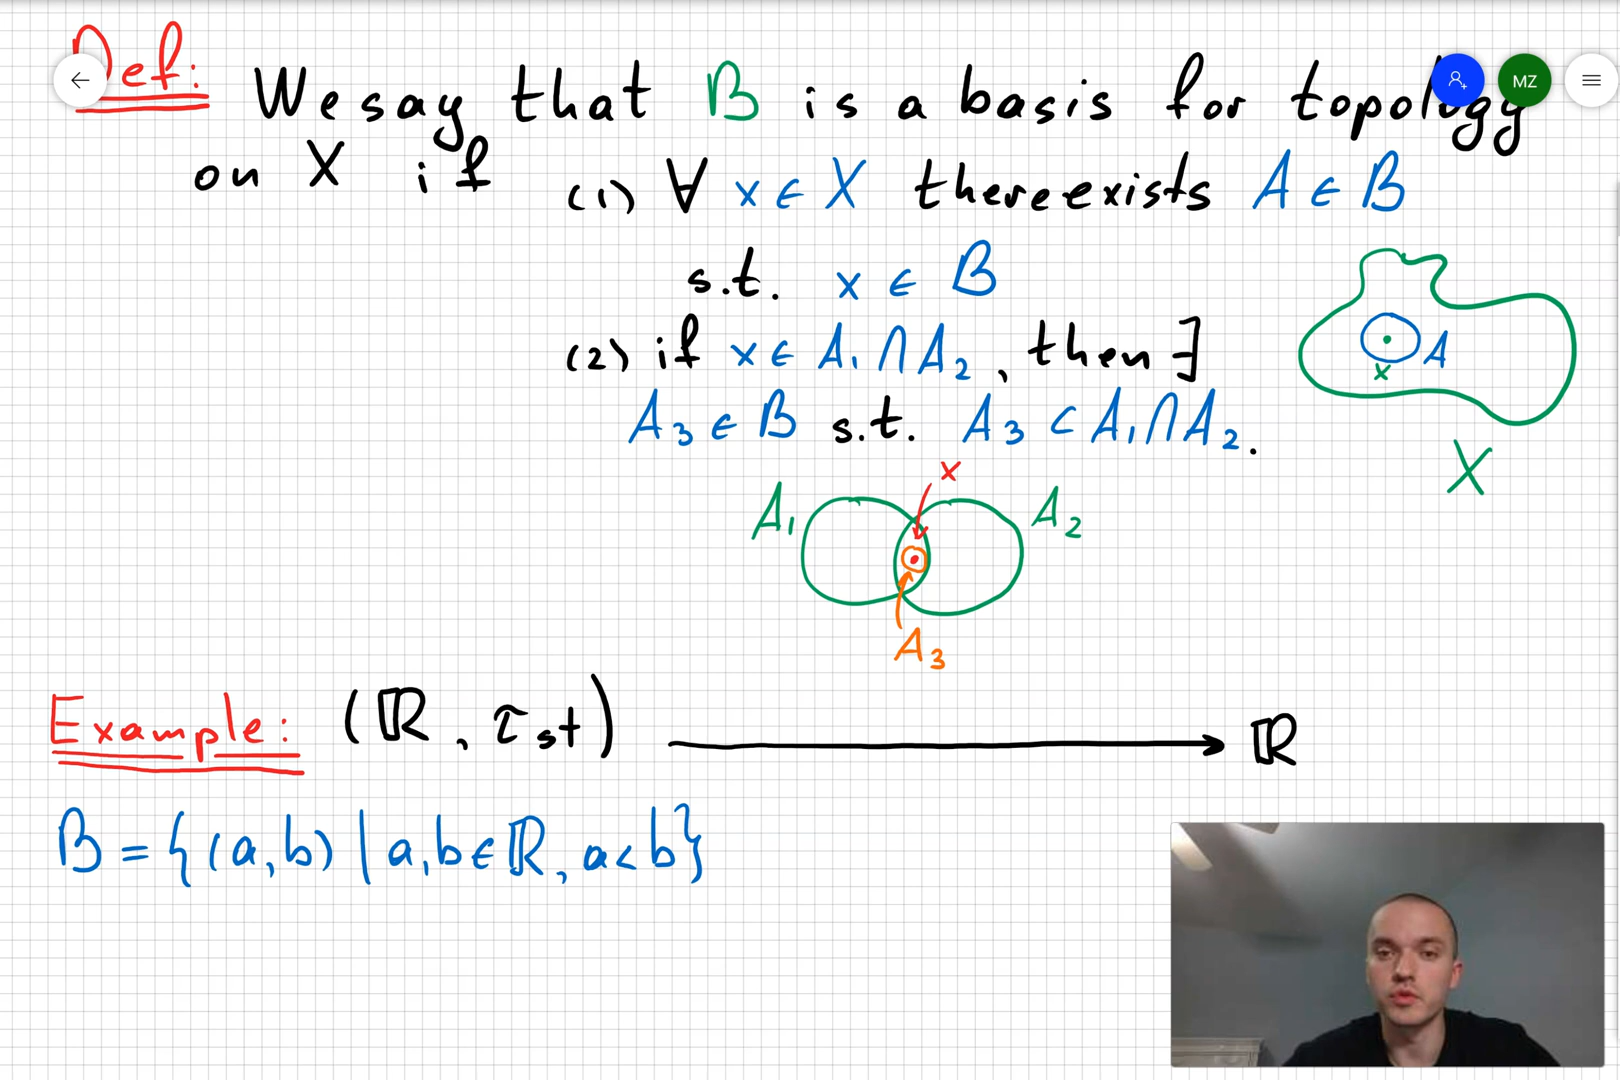 Def: We say that B is a basis for topology
on X if (1) ∀ x ∈ X there exists A ∈ B
s.t. x ∈ B
(2) if x ∈ A₁ ∩ A₂, then ∃
A₃ ∈ B s.t. A₃ ⊂ A₁ ∩ A₂.
A
x
X
x
A₁
A₂
A₃
Example: (ℝ, τst) ℝ
B = {(a,b) | a,b ∈ ℝ, a < b}
MZ